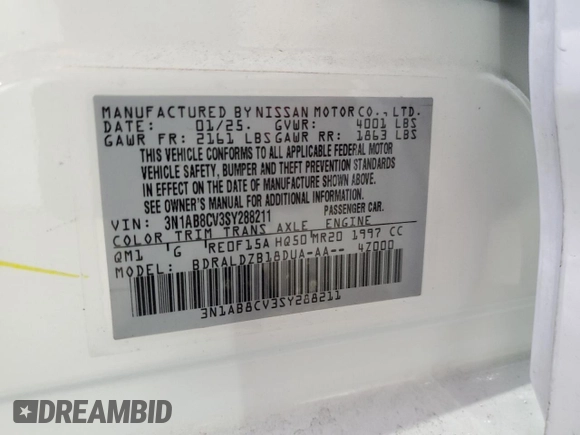 MANUFACTURED BY NISSAN MOTOR CO., LTD.
DATE: 01/25. GVWR: 4001 LBS
GAWR FR: 2161 LBS GAWR RR: 1863 LBS
THIS VEHICLE CONFORMS TO ALL APPLICABLE FEDERAL MOTOR
VEHICLE SAFETY, BUMPER AND THEFT PREVENTION STANDARDS
IN EFFECT ON THE DATE OF MANUFACTURE SHOWN ABOVE.
SEE OWNER'S MANUAL FOR ADDITIONAL INFORMATION.
VIN: 3N1AB8CV3SY288211 PASSENGER CAR.
COLOR TRIM TRANS AXLE ENGINE
QM1 G RE0F15A HQ50 MR20 1997 CC
MODEL: BDRALDZB18DUA-AA-- 4Z000
3N1AB8CV3SY288211
DREAMBID